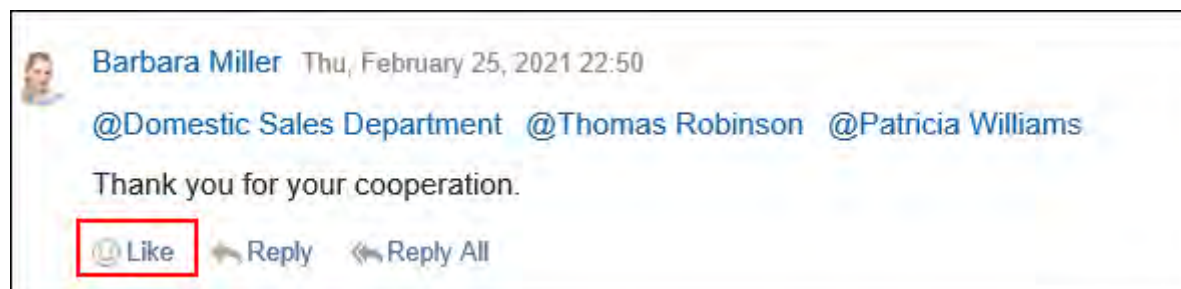 Barbara Miller Thu, February 25, 2021 22:50
@Domestic Sales Department @Thomas Robinson @Patricia Williams
Thank you for your cooperation.
Like Reply Reply All